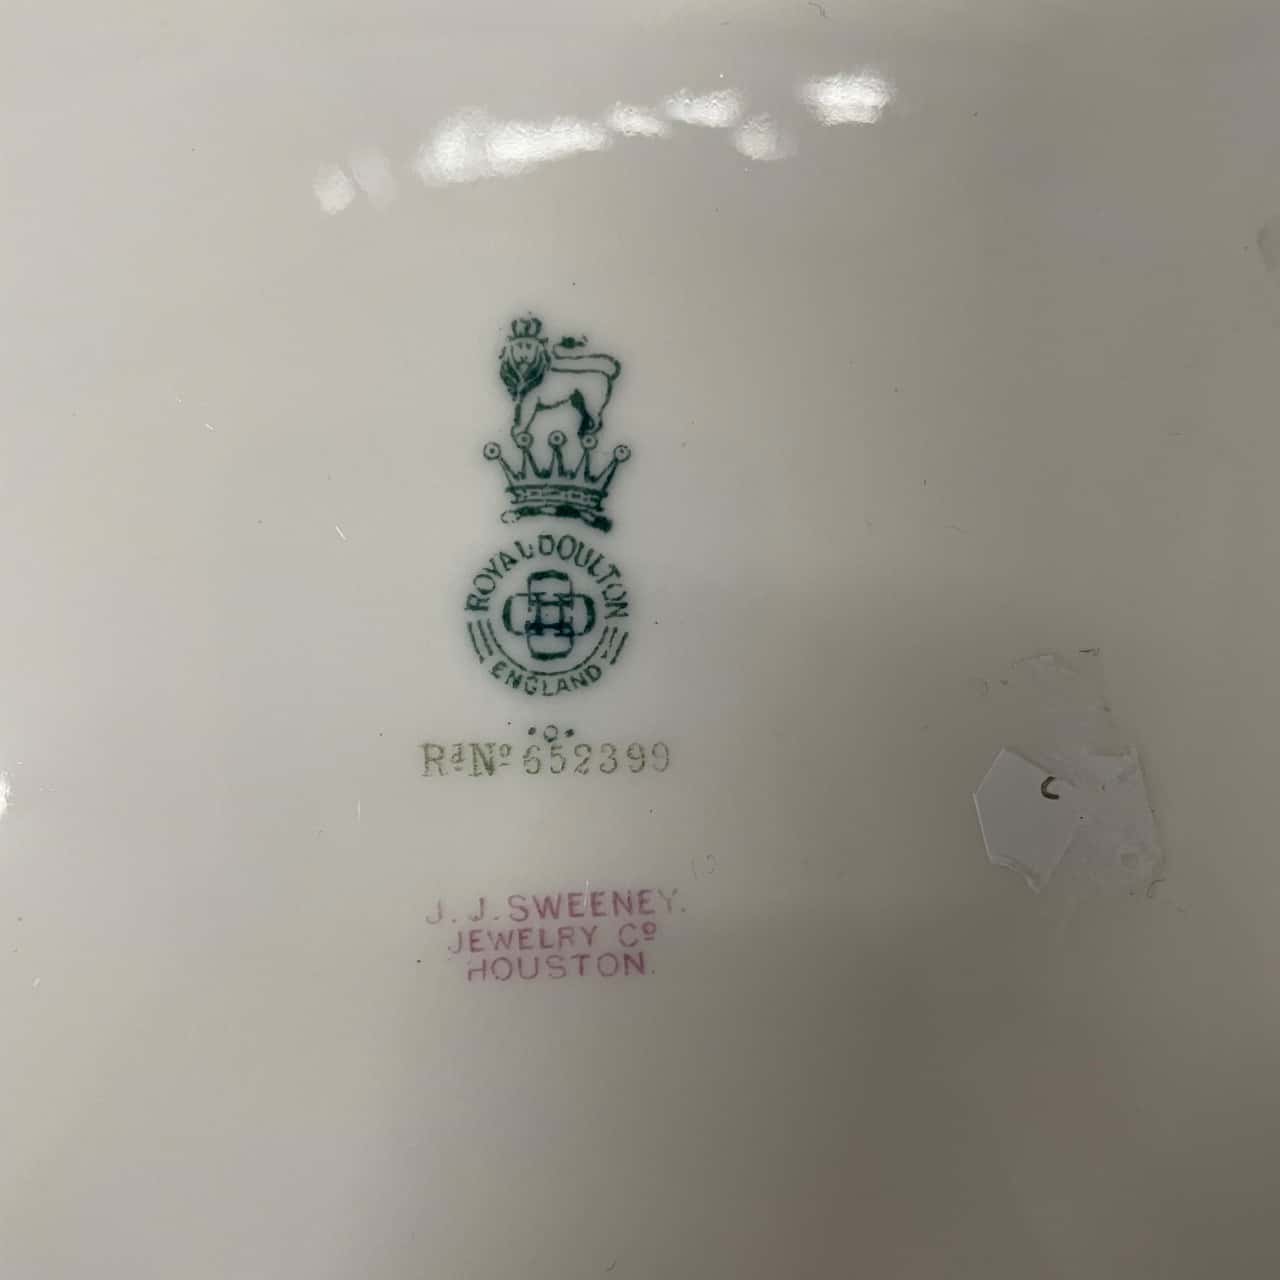 ROYAL DOULTON
ENGLAND
Rᵈ Nº 652399
J. J. SWEENEY.
JEWELRY Cº
HOUSTON.